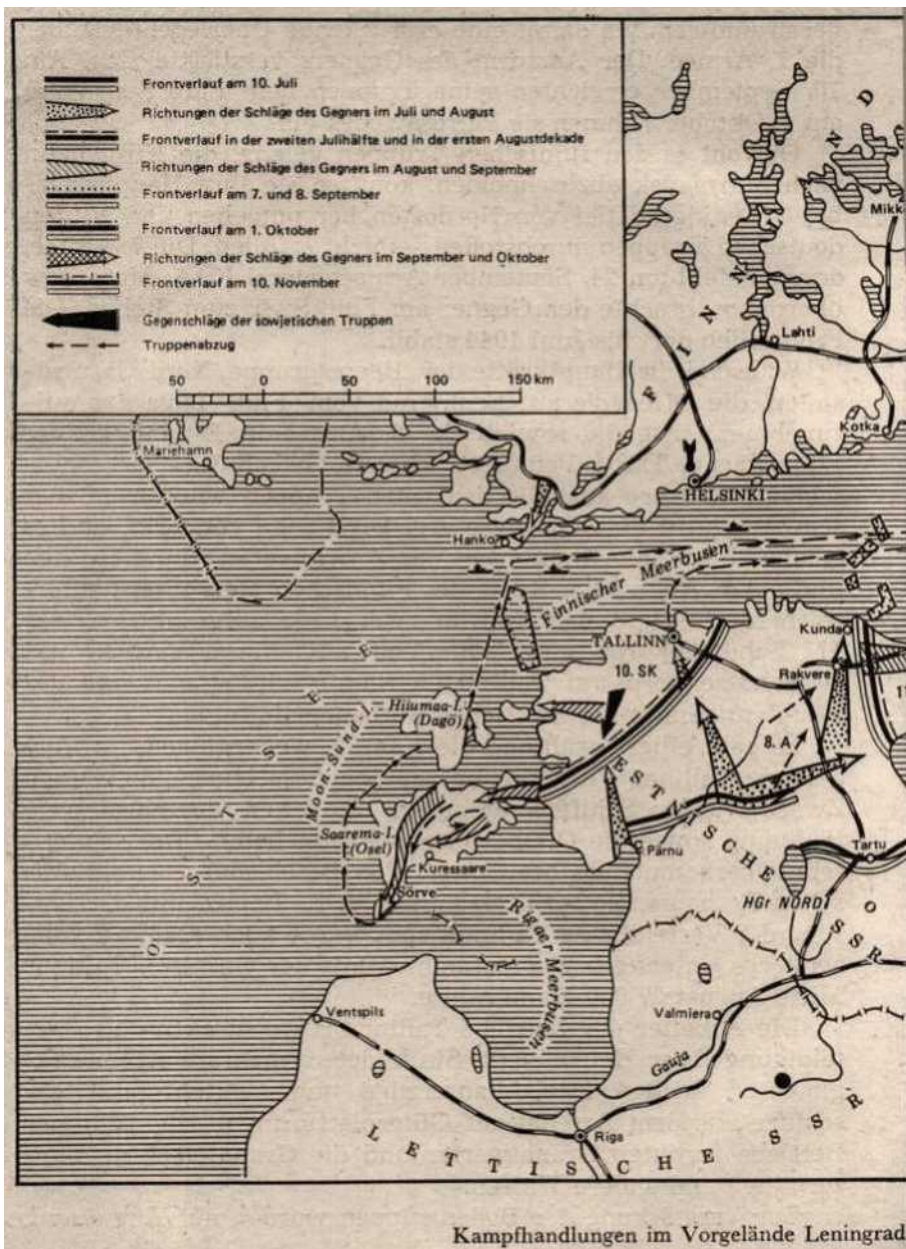 Frontverlauf am 10. Juli
Richtungen der Schläge des Gegners im Juli und August
Frontverlauf in der zweiten Julihälfte und in der ersten Augustdekade
Richtungen der Schläge des Gegners im August und September
Frontverlauf am 7. und 8. September
Frontverlauf am 1. Oktober
Richtungen der Schläge des Gegners im September und Oktober
Frontverlauf am 10. November
Gegenschläge der sowjetischen Truppen
Truppenabzug
50 0 50 100 150 km
FINNLAND
Mikk
Lahti
Kotka
Mariehamn
HELSINKI
Hanko
Finnischer Meerbusen
TALLINN
Kunda
10. SK
Rakvere
11
Hiiumaa-I.
(Dagö)
8. A
Moon-Sund-I.
OSTSEE
ESTNISCHE SSR
Saarema-I.
(Ösel)
Kuressaare
Sõrve
Pärnu
Tartu
HGr NORD
Rigaer Meerbusen
Ventspils
Valmiera
Gauja
Riga
LETTISCHE SSR
Kampfhandlungen im Vorgelände Leningrad